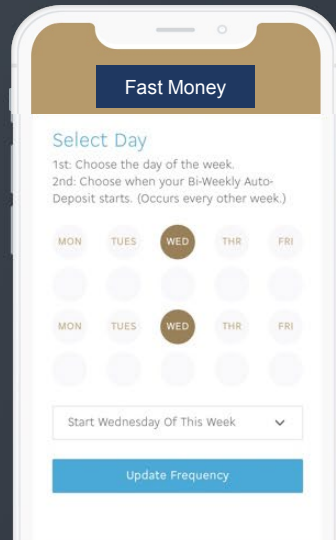 Fast Money
Select Day
1st: Choose the day of the week.
2nd: Choose when your Bi-Weekly Auto-
Deposit starts. (Occurs every other week.)
MON TUES WED THR FRI
MON TUES WED THR FRI
Start Wednesday Of This Week
Update Frequency